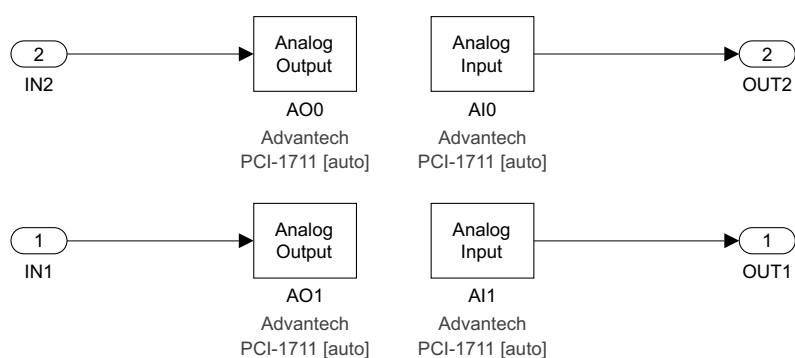 2
IN2
Analog
Output
AO0
Advantech
PCI-1711 [auto]
Analog
Input
AI0
Advantech
PCI-1711 [auto]
2
OUT2
1
IN1
Analog
Output
AO1
Advantech
PCI-1711 [auto]
Analog
Input
AI1
Advantech
PCI-1711 [auto]
1
OUT1